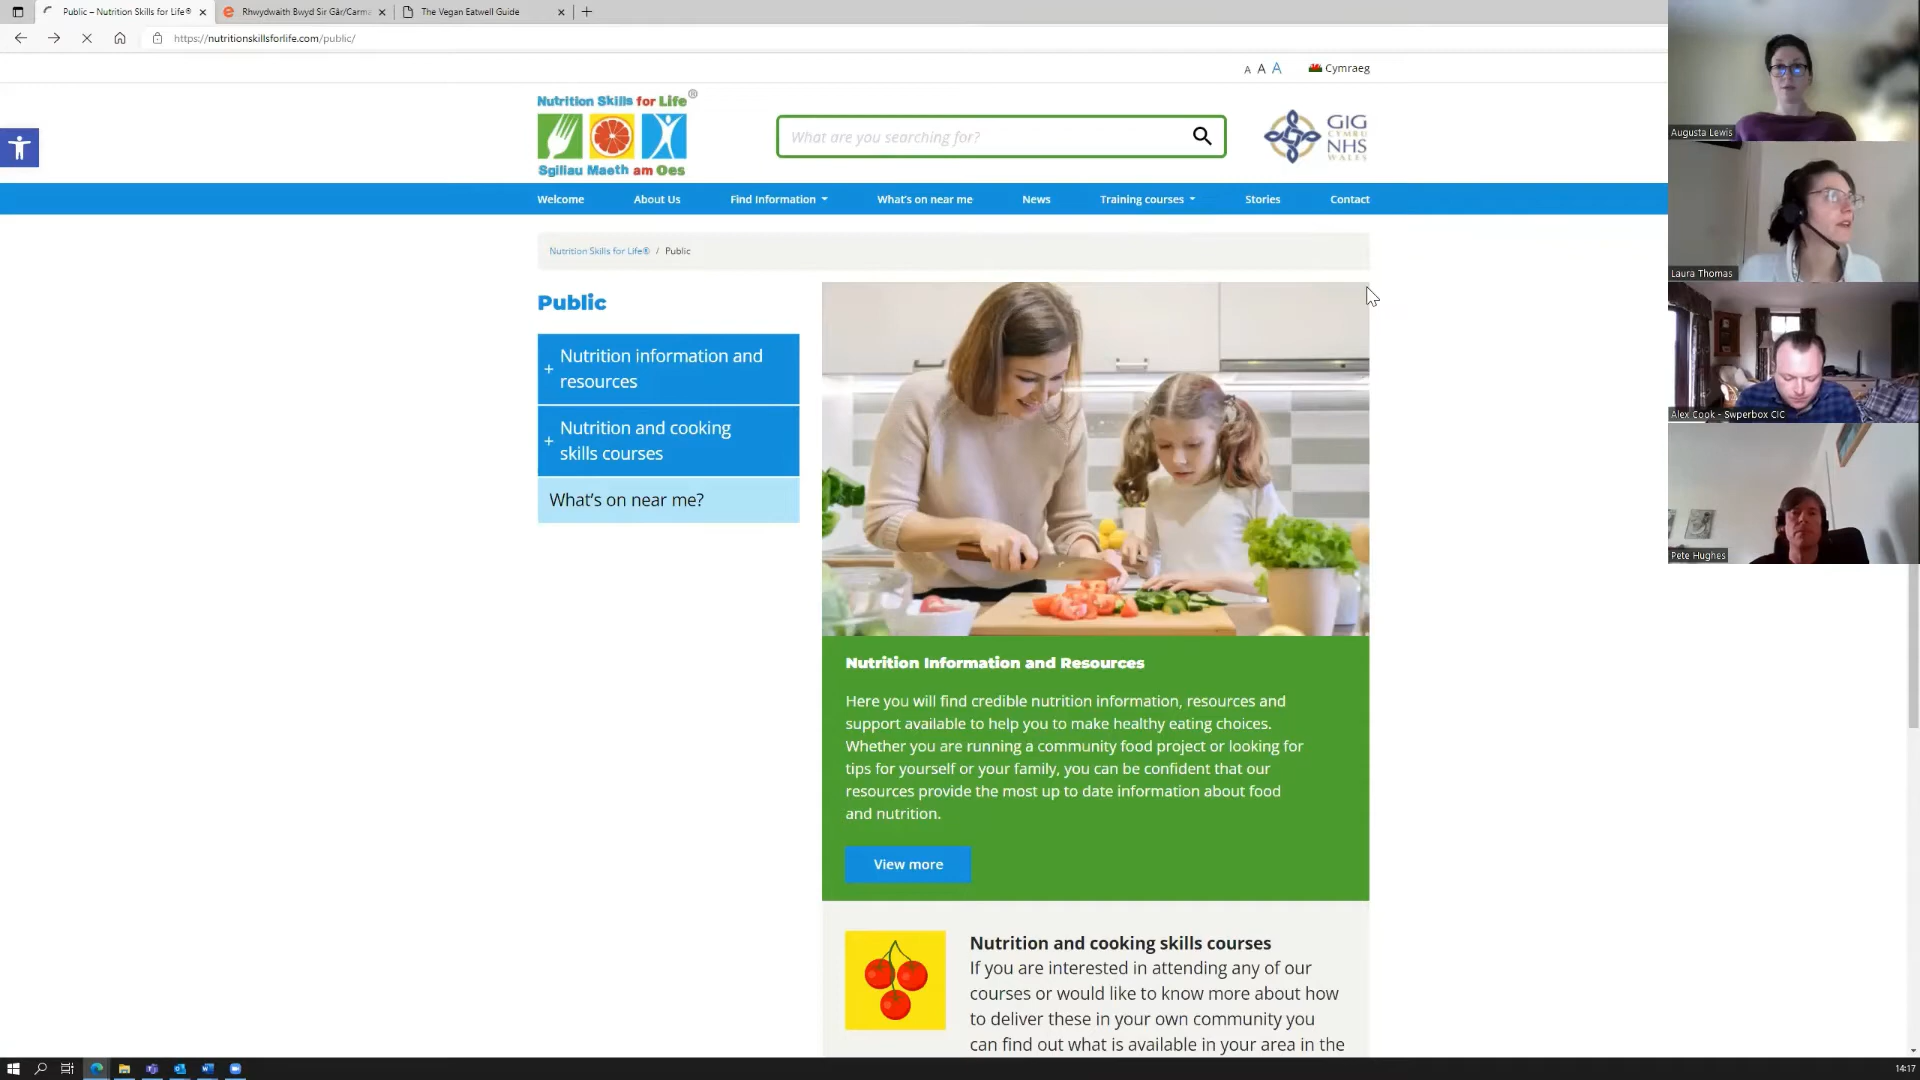 Public – Nutrition Skills for Life®
Rhwydwaith Bwyd Sir Gâr/Carma
The Vegan Eatwell Guide
https://nutritionskillsforlife.com/public/
A A A
Cymraeg
Nutrition Skills for Life®
Sgiliau Maeth am Oes
What are you searching for?
GIG
CYMRU
NHS
WALES
Welcome
About Us
Find Information
What's on near me
News
Training courses
Stories
Contact
Nutrition Skills for Life® / Public
Public
+ Nutrition information and
resources
+ Nutrition and cooking
skills courses
What's on near me?
Nutrition Information and Resources
Here you will find credible nutrition information, resources and
support available to help you to make healthy eating choices.
Whether you are running a community food project or looking for
tips for yourself or your family, you can be confident that our
resources provide the most up to date information about food
and nutrition.
View more
Nutrition and cooking skills courses
If you are interested in attending any of our
courses or would like to know more about how
to deliver these in your own community you
can find out what is available in your area in the
Augusta Lewis
Laura Thomas
Alex Cook - Swperbox CIC
Pete Hughes
14:17